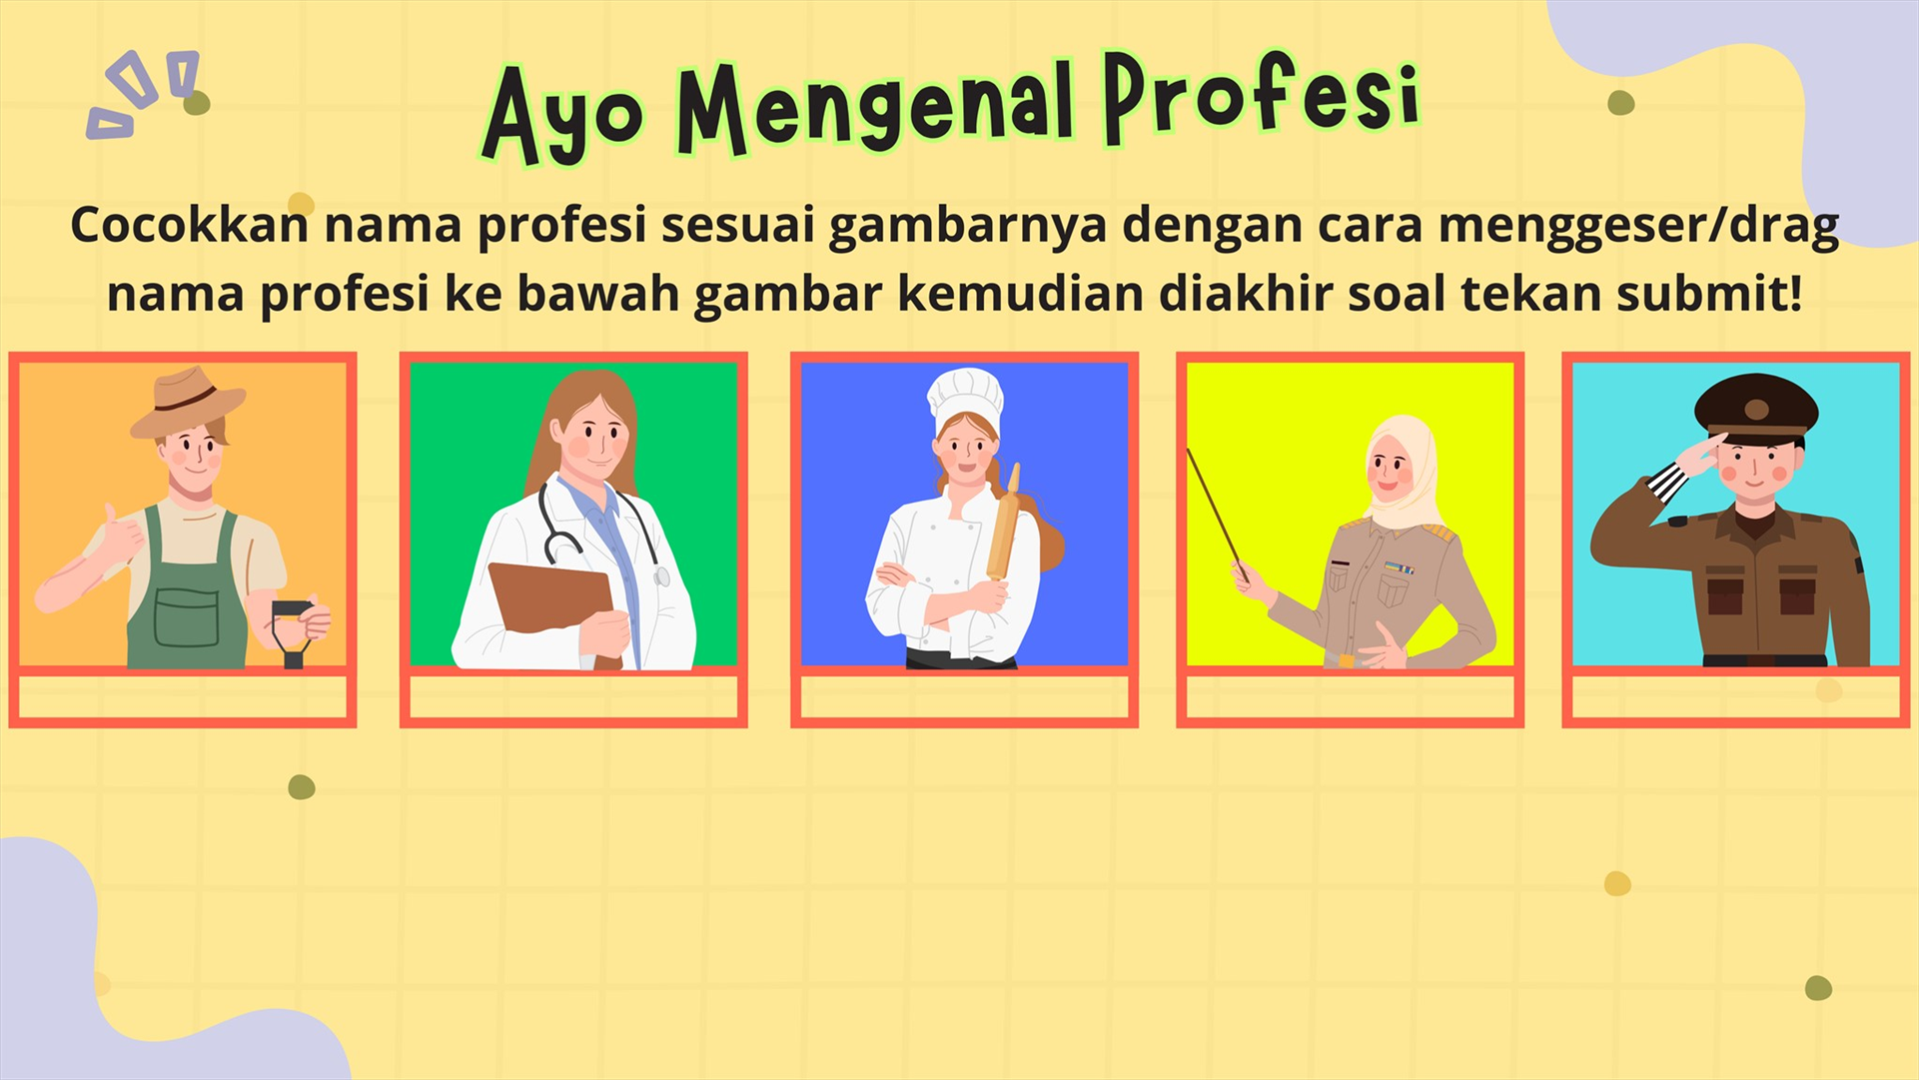 Ayo Mengenal Profesi
Cocokkan nama profesi sesuai gambarnya dengan cara menggeser/drag
nama profesi ke bawah gambar kemudian diakhir soal tekan submit!